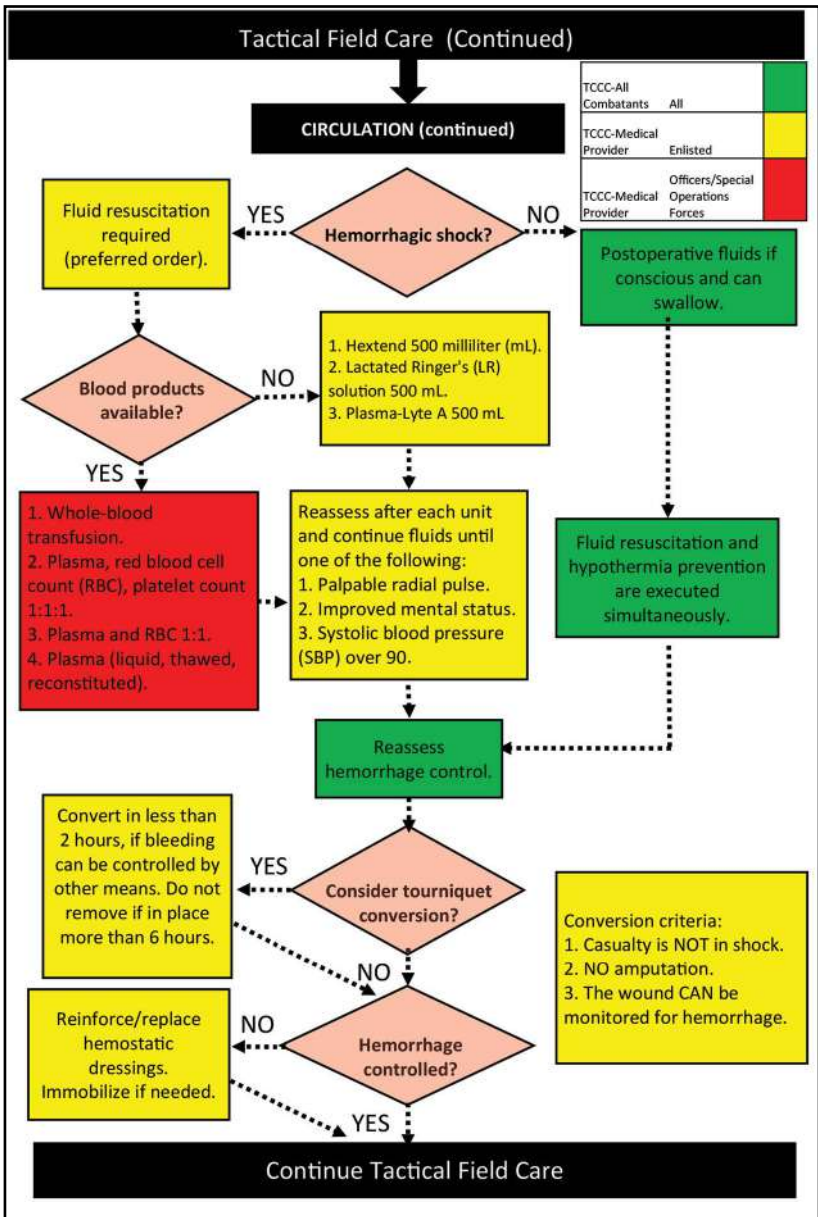 Tactical Field Care (Continued)
CIRCULATION (continued)
TCCC-All
Combatants All
TCCC-Medical
Provider Enlisted
Officers/Special
TCCC-Medical Operations
Provider Forces
Fluid resuscitation
required
(preferred order).
YES
Hemorrhagic shock?
NO
Postoperative fluids if
conscious and can
swallow.
Blood products
available?
NO
1. Hextend 500 milliliter (mL).
2. Lactated Ringer's (LR)
solution 500 mL.
3. Plasma-Lyte A 500 mL
YES
1. Whole-blood
transfusion.
2. Plasma, red blood cell
count (RBC), platelet count
1:1:1.
3. Plasma and RBC 1:1.
4. Plasma (liquid, thawed,
reconstituted).
Reassess after each unit
and continue fluids until
one of the following:
1. Palpable radial pulse.
2. Improved mental status.
3. Systolic blood pressure
(SBP) over 90.
Fluid resuscitation and
hypothermia prevention
are executed
simultaneously.
Reassess
hemorrhage control.
Convert in less than
2 hours, if bleeding
can be controlled by
other means. Do not
remove if in place
more than 6 hours.
YES
Consider tourniquet
conversion?
NO
Conversion criteria:
1. Casualty is NOT in shock.
2. NO amputation.
3. The wound CAN be
monitored for hemorrhage.
Reinforce/replace
hemostatic
dressings.
Immobilize if needed.
NO
Hemorrhage
controlled?
YES
Continue Tactical Field Care